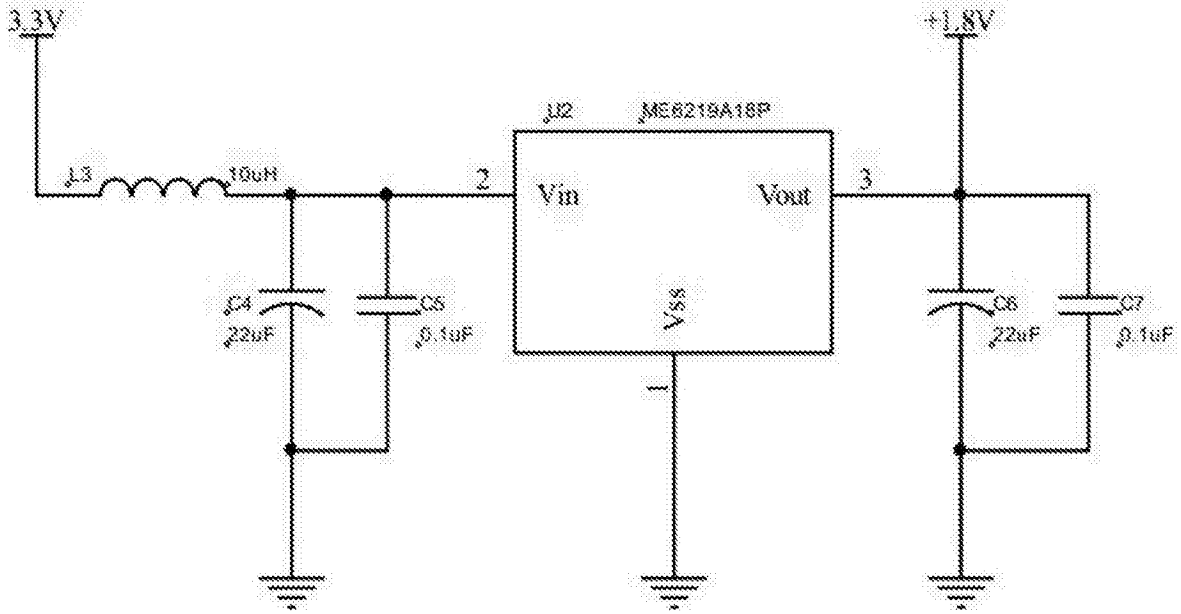 3.3V
+1.8V
U2
ME6219A18P
L3
10uH
2
Vin
Vout
3
C4
22uF
C5
0.1uF
Vss
1
C6
22uF
C7
0.1uF